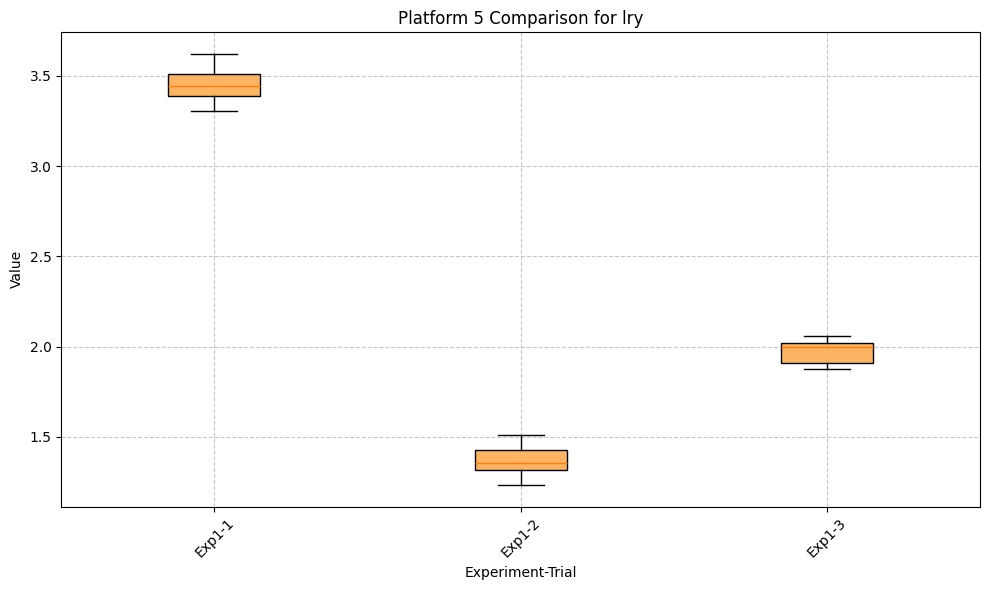 Platform 5 Comparison for lry
Value
3.5
3.0
2.5
2.0
1.5
Exp1-1
Exp1-2
Exp1-3
Experiment-Trial